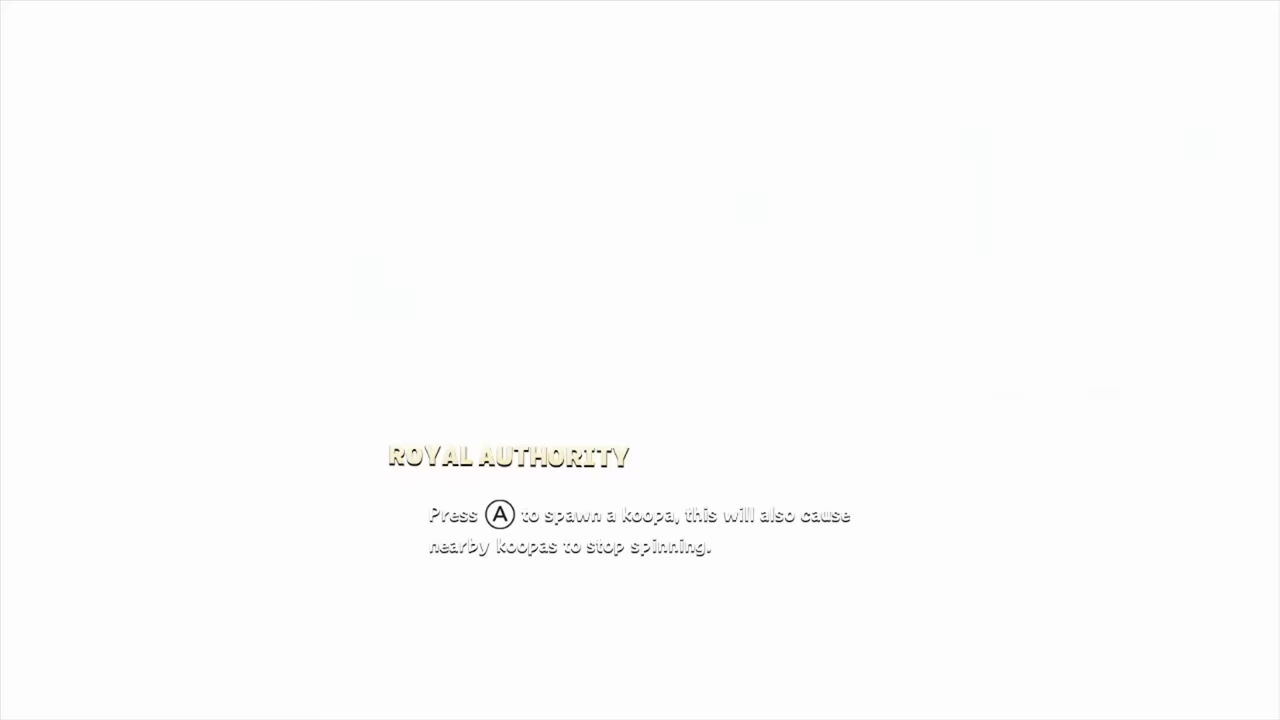 ROYAL AUTHORITY
Press A to spawn a koopa, this will also cause
nearby koopas to stop spinning.